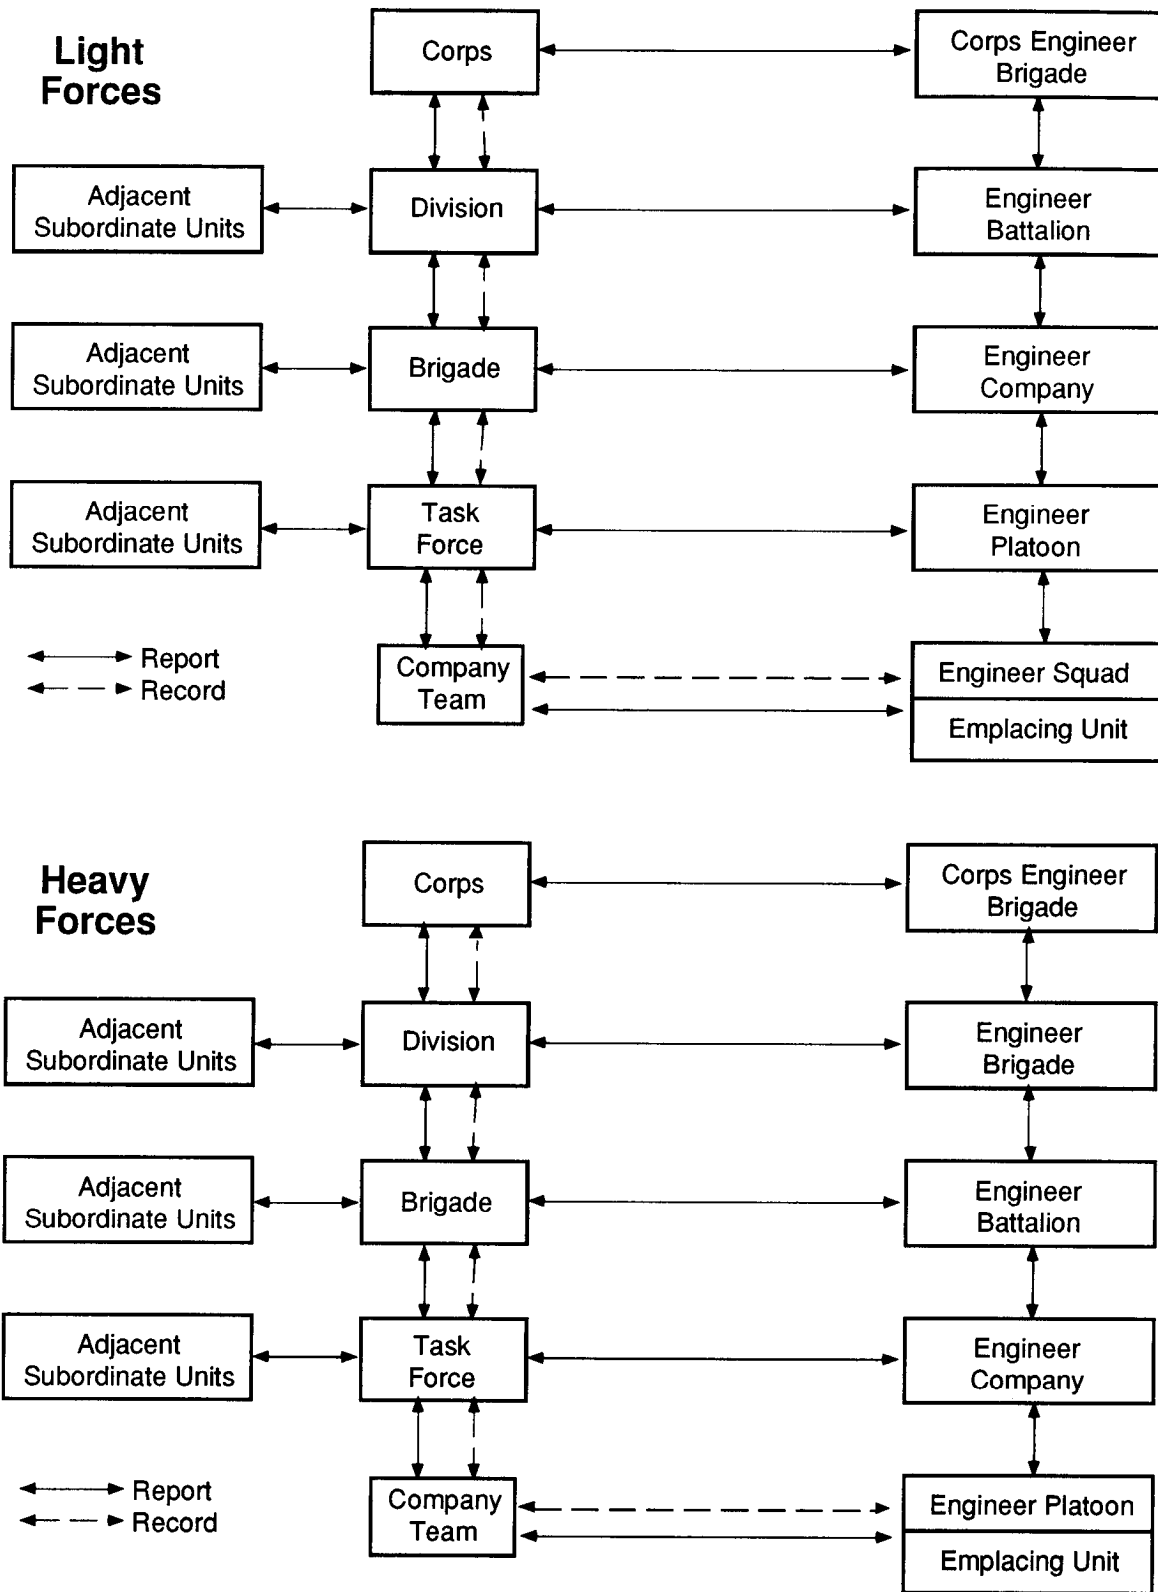 Light
Forces
Corps
Corps Engineer
Brigade
Adjacent
Subordinate Units
Division
Engineer
Battalion
Adjacent
Subordinate Units
Brigade
Engineer
Company
Adjacent
Subordinate Units
Task
Force
Engineer
Platoon
Report
Record
Company
Team
Engineer Squad
Emplacing Unit
Heavy
Forces
Corps
Corps Engineer
Brigade
Adjacent
Subordinate Units
Division
Engineer
Brigade
Adjacent
Subordinate Units
Brigade
Engineer
Battalion
Adjacent
Subordinate Units
Task
Force
Engineer
Company
Report
Record
Company
Team
Engineer Platoon
Emplacing Unit